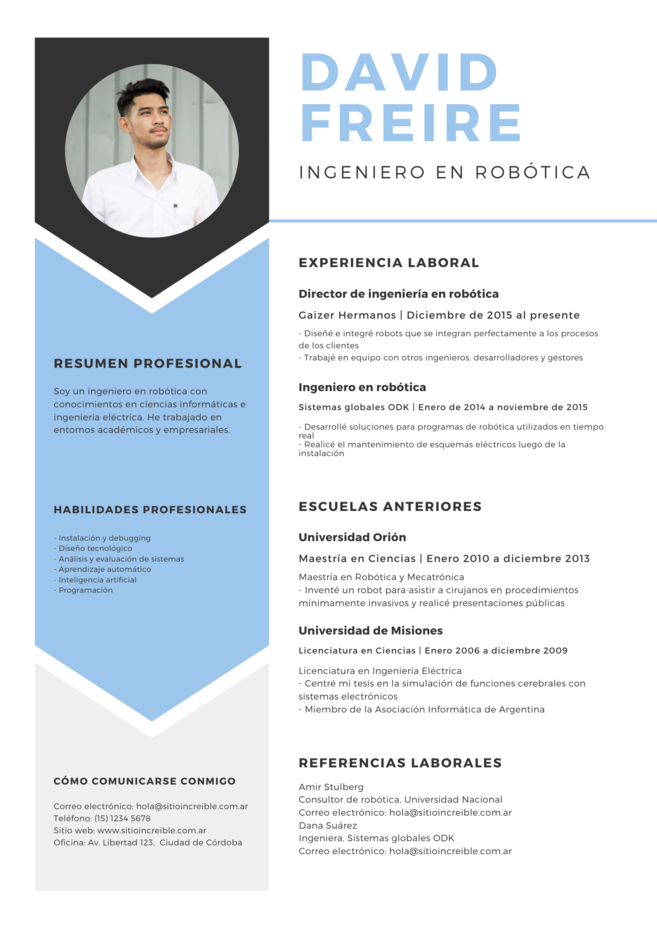 DAVID
FREIRE
INGENIERO EN ROBÓTICA
RESUMEN PROFESIONAL
Soy un ingeniero en robótica con
conocimientos en ciencias informáticas e
ingeniería eléctrica. He trabajado en
entornos académicos y empresariales.
HABILIDADES PROFESIONALES
- Instalación y debugging
- Diseño tecnológico
- Análisis y evaluación de sistemas
- Aprendizaje automático
- Inteligencia artificial
- Programación
CÓMO COMUNICARSE CONMIGO
Correo electrónico: hola@sitioincreible.com.ar
Teléfono: (15) 1234 5678
Sitio web: www.sitioincreible.com.ar
Oficina: Av. Libertad 123, Ciudad de Córdoba
EXPERIENCIA LABORAL
Director de ingeniería en robótica
Gaizer Hermanos | Diciembre de 2015 al presente
- Diseñé e integré robots que se integran perfectamente a los procesos
de los clientes
- Trabajé en equipo con otros ingenieros, desarrolladores y gestores
Ingeniero en robótica
Sistemas globales ODK | Enero de 2014 a noviembre de 2015
- Desarrollé soluciones para programas de robótica utilizados en tiempo
real
- Realicé el mantenimiento de esquemas eléctricos luego de la
instalación
ESCUELAS ANTERIORES
Universidad Orión
Maestría en Ciencias | Enero 2010 a diciembre 2013
Maestría en Robótica y Mecatrónica
- Inventé un robot para asistir a cirujanos en procedimientos
mínimamente invasivos y realicé presentaciones públicas
Universidad de Misiones
Licenciatura en Ciencias | Enero 2006 a diciembre 2009
Licenciatura en Ingeniería Eléctrica
- Centré mi tesis en la simulación de funciones cerebrales con
sistemas electrónicos
- Miembro de la Asociación Informática de Argentina
REFERENCIAS LABORALES
Amir Stulberg
Consultor de robótica, Universidad Nacional
Correo electrónico: hola@sitioincreible.com.ar
Dana Suárez
Ingeniera, Sistemas globales ODK
Correo electrónico: hola@sitioincreible.com.ar